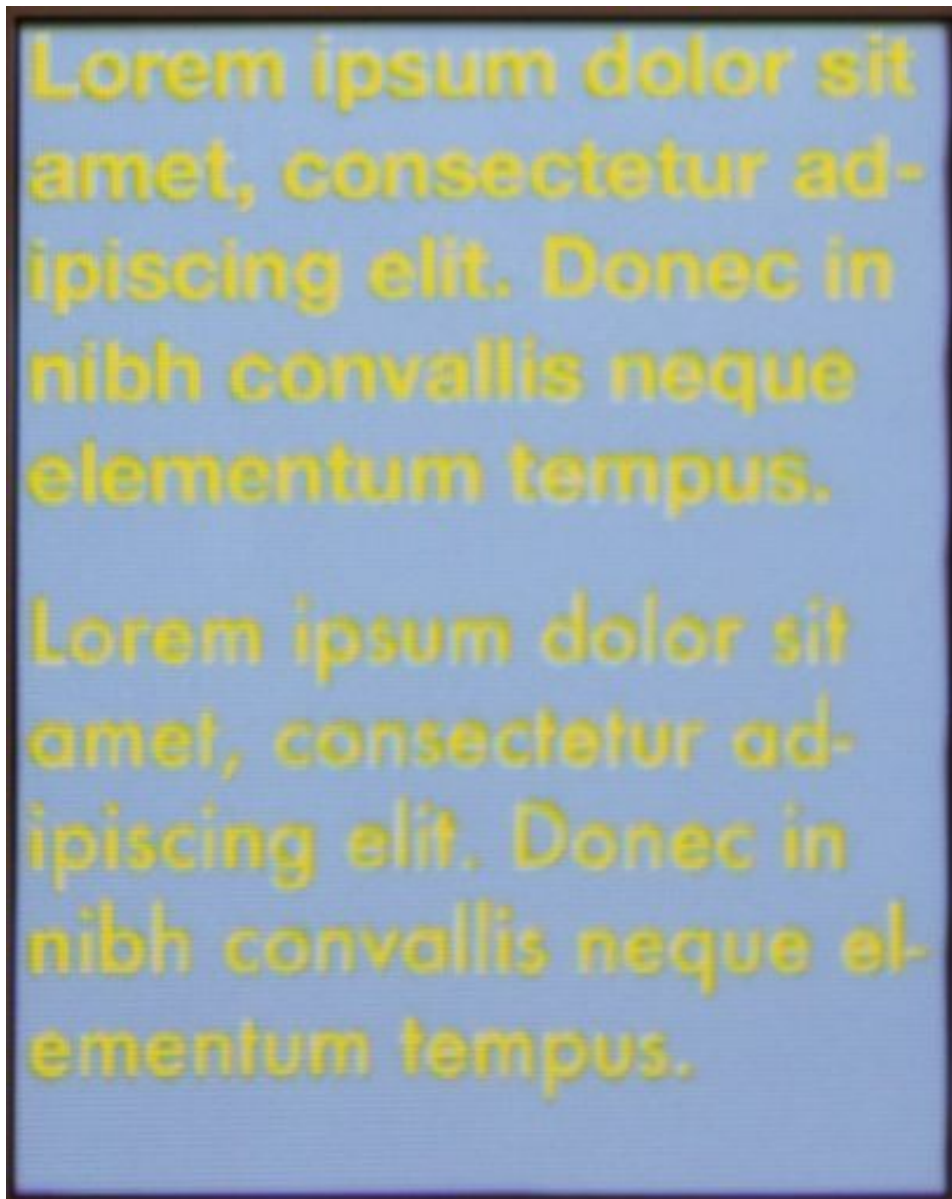 Lorem ipsum dolor sit
amet, consectetur ad-
ipiscing elit. Donec in
nibh convallis neque
elementum tempus.
Lorem ipsum dolor sit
amet, consectetur ad-
ipiscing elit. Donec in
nibh convallis neque el-
ementum tempus.